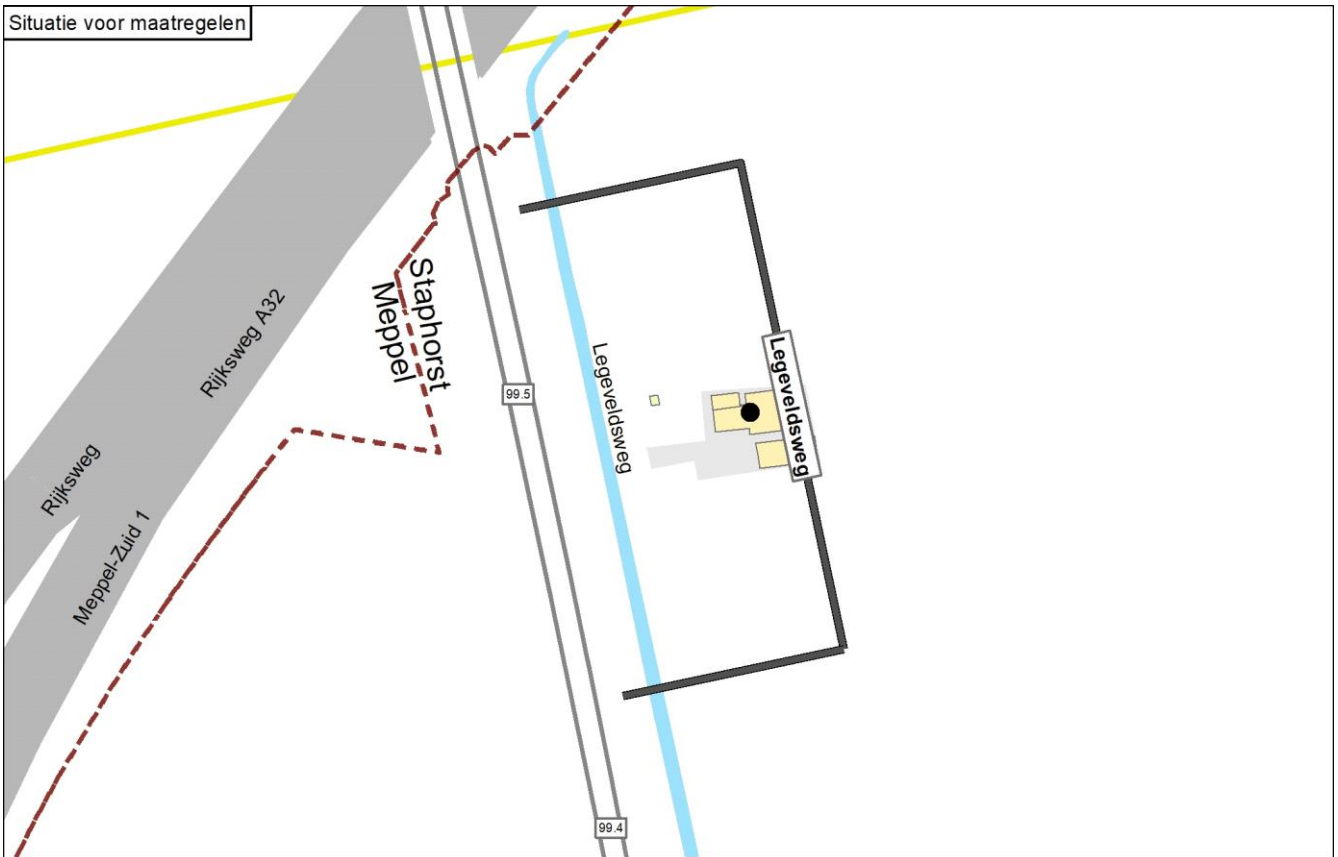 Situatie voor maatregelen
Rijksweg A32
Staphorst
Meppel
99.5
Legeveldsweg
Legeveldsweg
Rijksweg
Meppel-Zuid 1
99.4